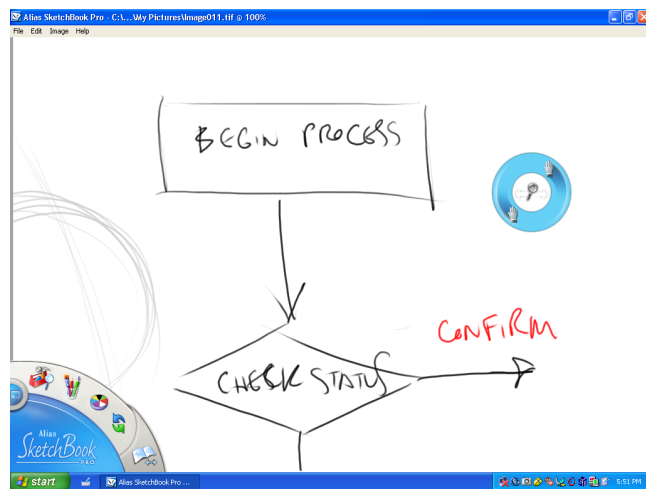 Alias SketchBook Pro - C:\...\My Pictures\Image011.tif @ 100%
File Edit Image Help
BEGIN PROCESS
CONFIRM
CHECK STATUS
Alias
SketchBook
PRO
start
Alias SketchBook Pro ...
5:51 PM